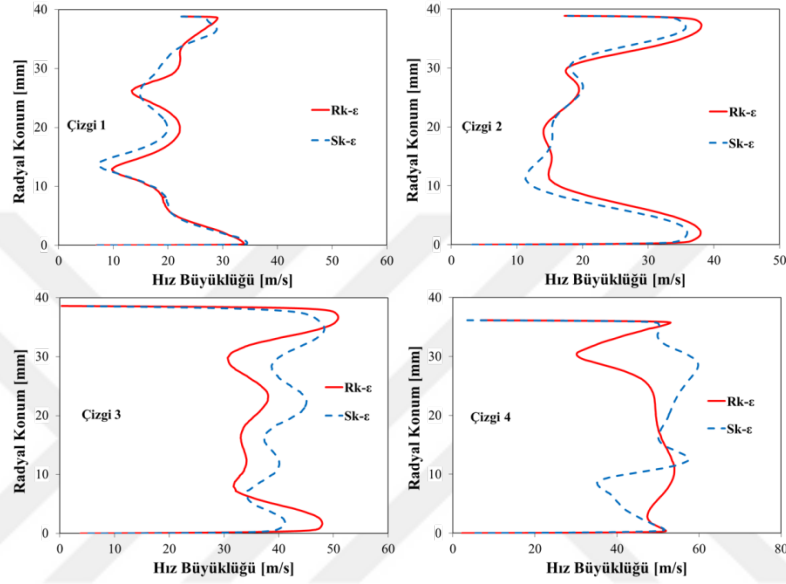 40
30
20
10
0
Radyal Konum [mm]
Çizgi 1
Rk-ε
Sk-ε
0 10 20 30 40 50 60
Hız Büyüklüğü [m/s]
40
30
20
10
0
Radyal Konum [mm]
Çizgi 2
Rk-ε
Sk-ε
0 10 20 30 40 50
Hız Büyüklüğü [m/s]
40
30
20
10
0
Radyal Konum [mm]
Çizgi 3
Rk-ε
Sk-ε
0 10 20 30 40 50 60
Hız Büyüklüğü [m/s]
40
30
20
10
0
Radyal Konum [mm]
Çizgi 4
Rk-ε
Sk-ε
0 20 40 60 80
Hız Büyüklüğü [m/s]